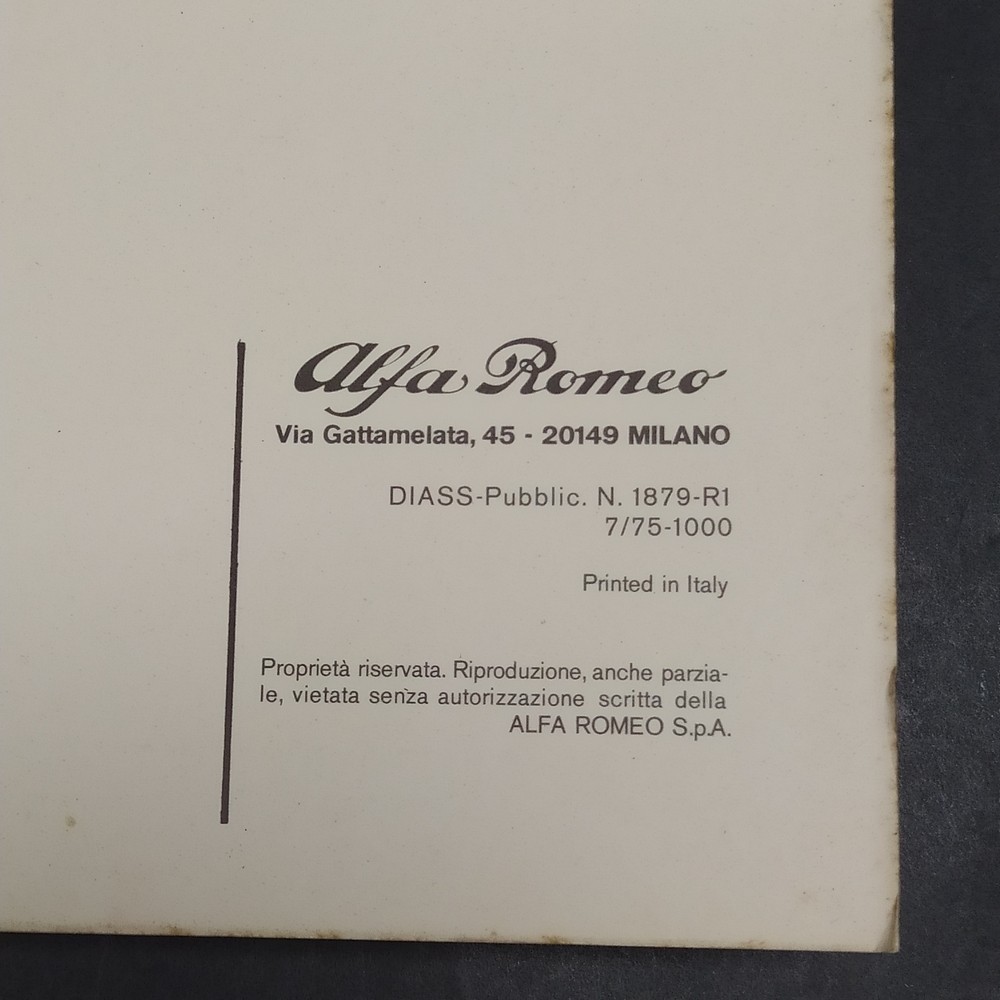 Alfa Romeo
Via Gattamelata, 45 - 20149 MILANO
DIASS-Pubblic. N. 1879-R1
7/75-1000
Printed in Italy
Proprietà riservata. Riproduzione, anche parzia-
le, vietata senza autorizzazione scritta della
ALFA ROMEO S.p.A.